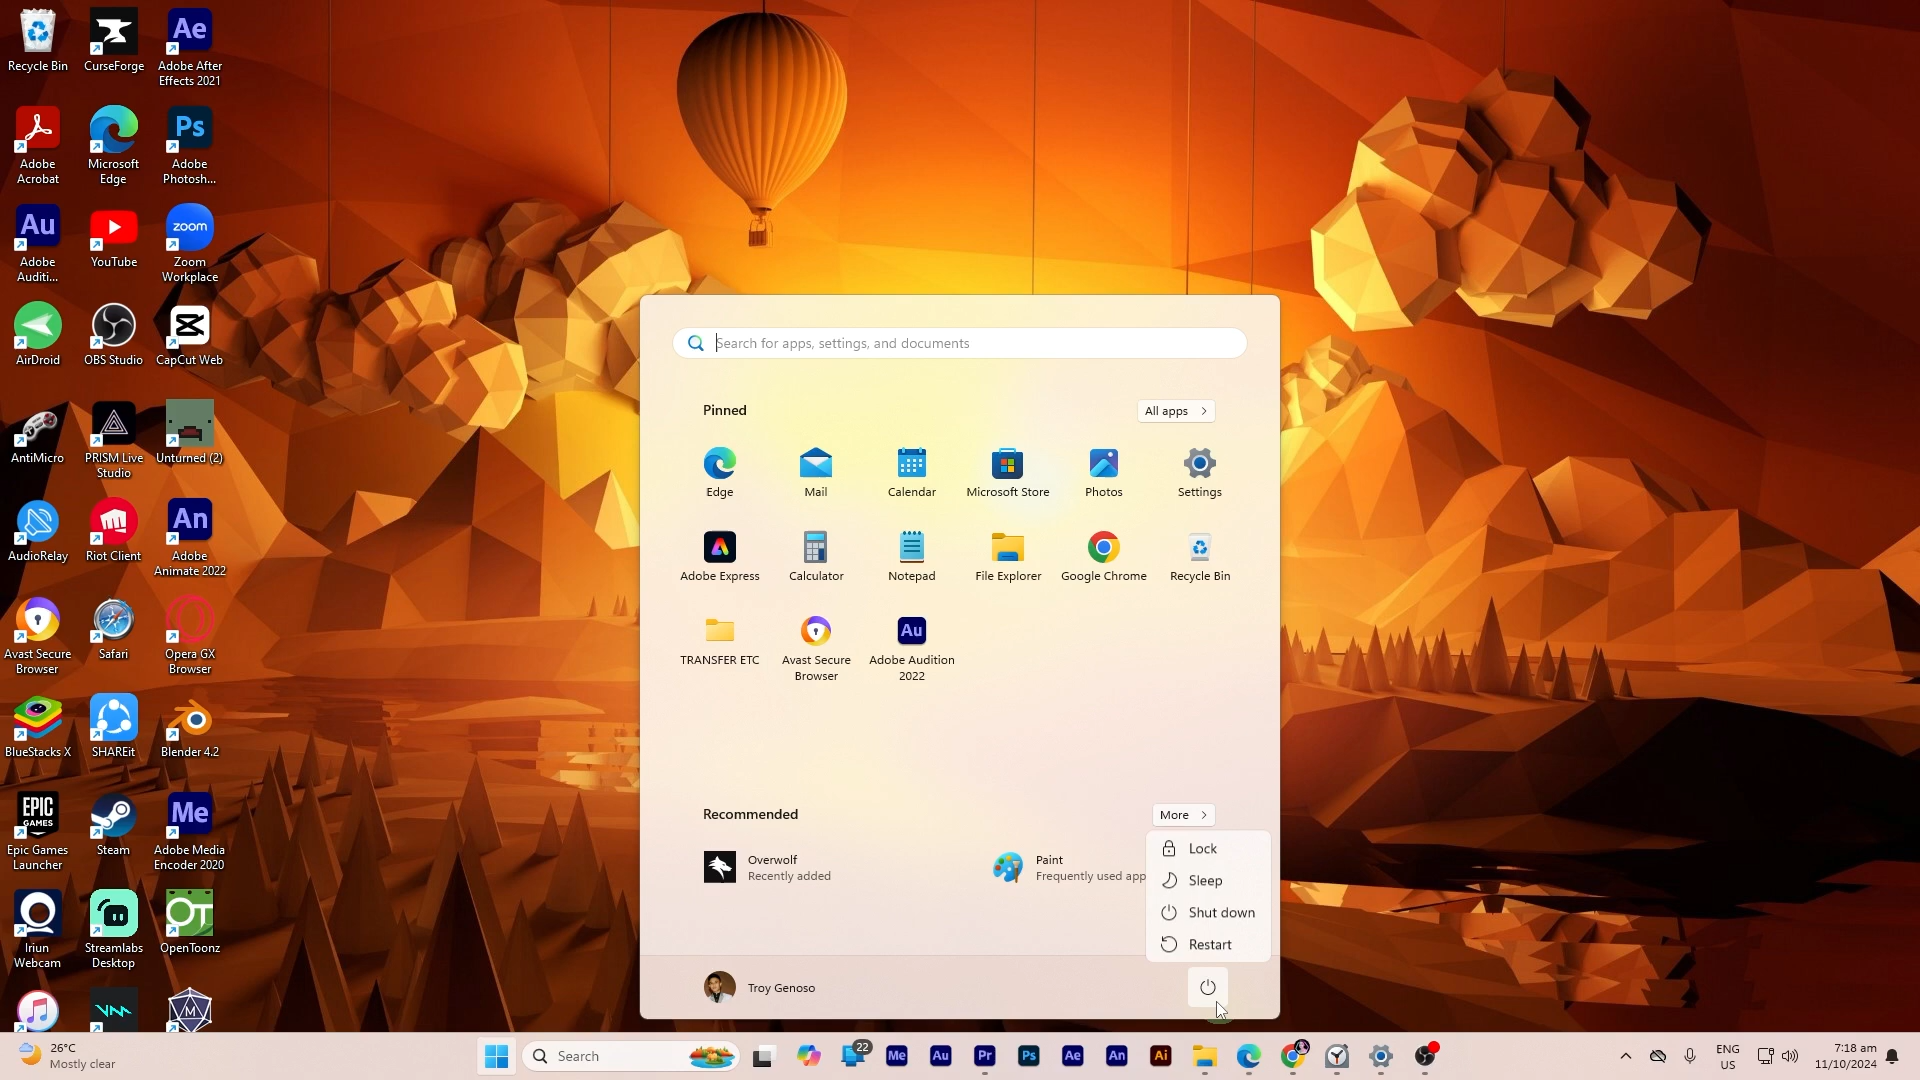 Recycle Bin
CurseForge
Ae
Adobe After
Effects 2021
Adobe
Acrobat
Microsoft
Edge
Ps
Adobe
Photosh...
Au
Adobe
Auditi...
YouTube
zoom
Zoom
Workplace
AirDroid
OBS Studio
CapCut Web
AntiMicro
PRISM Live
Studio
Unturned (2)
AudioRelay
Riot Client
An
Adobe
Animate 2022
Avast Secure
Browser
Safari
Opera GX
Browser
BlueStacks X
SHAREit
Blender 4.2
EPIC
GAMES
Epic Games
Launcher
Steam
Me
Adobe Media
Encoder 2020
Iriun
Webcam
Streamlabs
Desktop
OT
OpenToonz
M
Search for apps, settings, and documents
Pinned
All apps
Edge
Mail
Calendar
Microsoft Store
Photos
Settings
Adobe Express
Calculator
Notepad
File Explorer
Google Chrome
Recycle Bin
TRANSFER ETC
Avast Secure
Browser
Au
Adobe Audition
2022
Recommended
More
Overwolf
Recently added
Paint
Frequently used app
Lock
Sleep
Shut down
Restart
Troy Genoso
26°C
Mostly clear
Search
22
Me
Au
Pr
Ps
Ae
An
Ai
ENG
US
7:18 am
11/10/2024